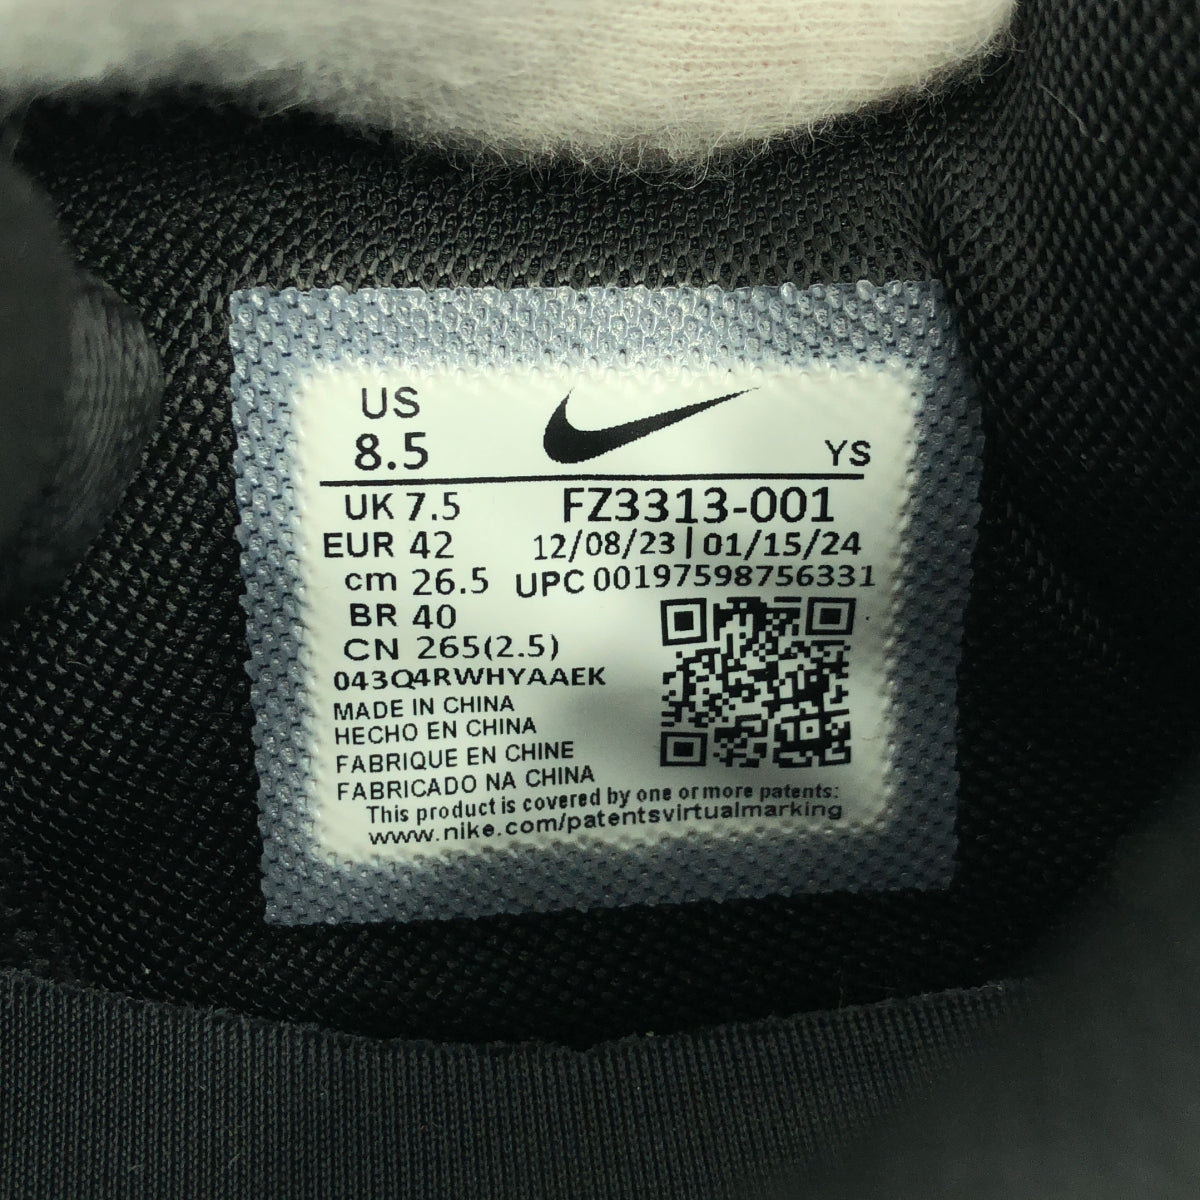 US
8.5
YS
UK 7.5
FZ3313-001
EUR 42
12/08/23 | 01/15/24
cm 26.5
UPC 00197598756331
BR 40
CN 265(2.5)
043Q4RWHYAAEK
MADE IN CHINA
HECHO EN CHINA
FABRIQUE EN CHINE
FABRICADO NA CHINA
This product is covered by one or more patents:
www.nike.com/patentsvirtualmarking